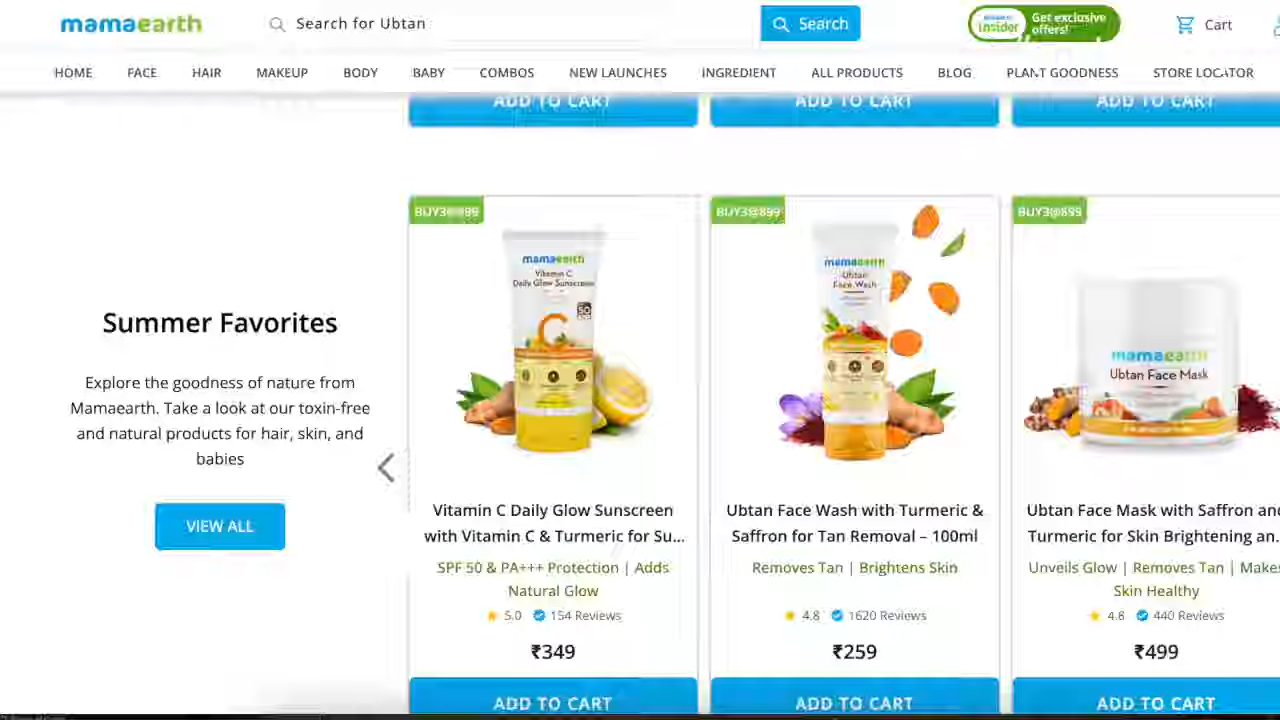 mamaearth
Search for Ubtan
Search
insider
Get exclusive
offers!
Cart
HOME
FACE
HAIR
MAKEUP
BODY
BABY
COMBOS
NEW LAUNCHES
INGREDIENT
ALL PRODUCTS
BLOG
PLANT GOODNESS
STORE LOCATOR
ADD TO CART
ADD TO CART
ADD TO CART
Summer Favorites
Explore the goodness of nature from
Mamaearth. Take a look at our toxin-free
and natural products for hair, skin, and
babies
VIEW ALL
BUY3@899
mamaearth
Vitamin C
Daily Glow Sunscreen
50
C
Vitamin C Daily Glow Sunscreen
with Vitamin C & Turmeric for Su...
SPF 50 & PA+++ Protection | Adds
Natural Glow
5.0
154 Reviews
₹349
ADD TO CART
BUY3@899
mamaearth
Ubtan
Face Wash
Ubtan Face Wash with Turmeric &
Saffron for Tan Removal – 100ml
Removes Tan | Brightens Skin
4.8
1620 Reviews
₹259
ADD TO CART
BUY3@899
mamaearth
Ubtan Face Mask
Ubtan Face Mask with Saffron and
Turmeric for Skin Brightening an.
Unveils Glow | Removes Tan | Makes
Skin Healthy
4.8
440 Reviews
₹499
ADD TO CART